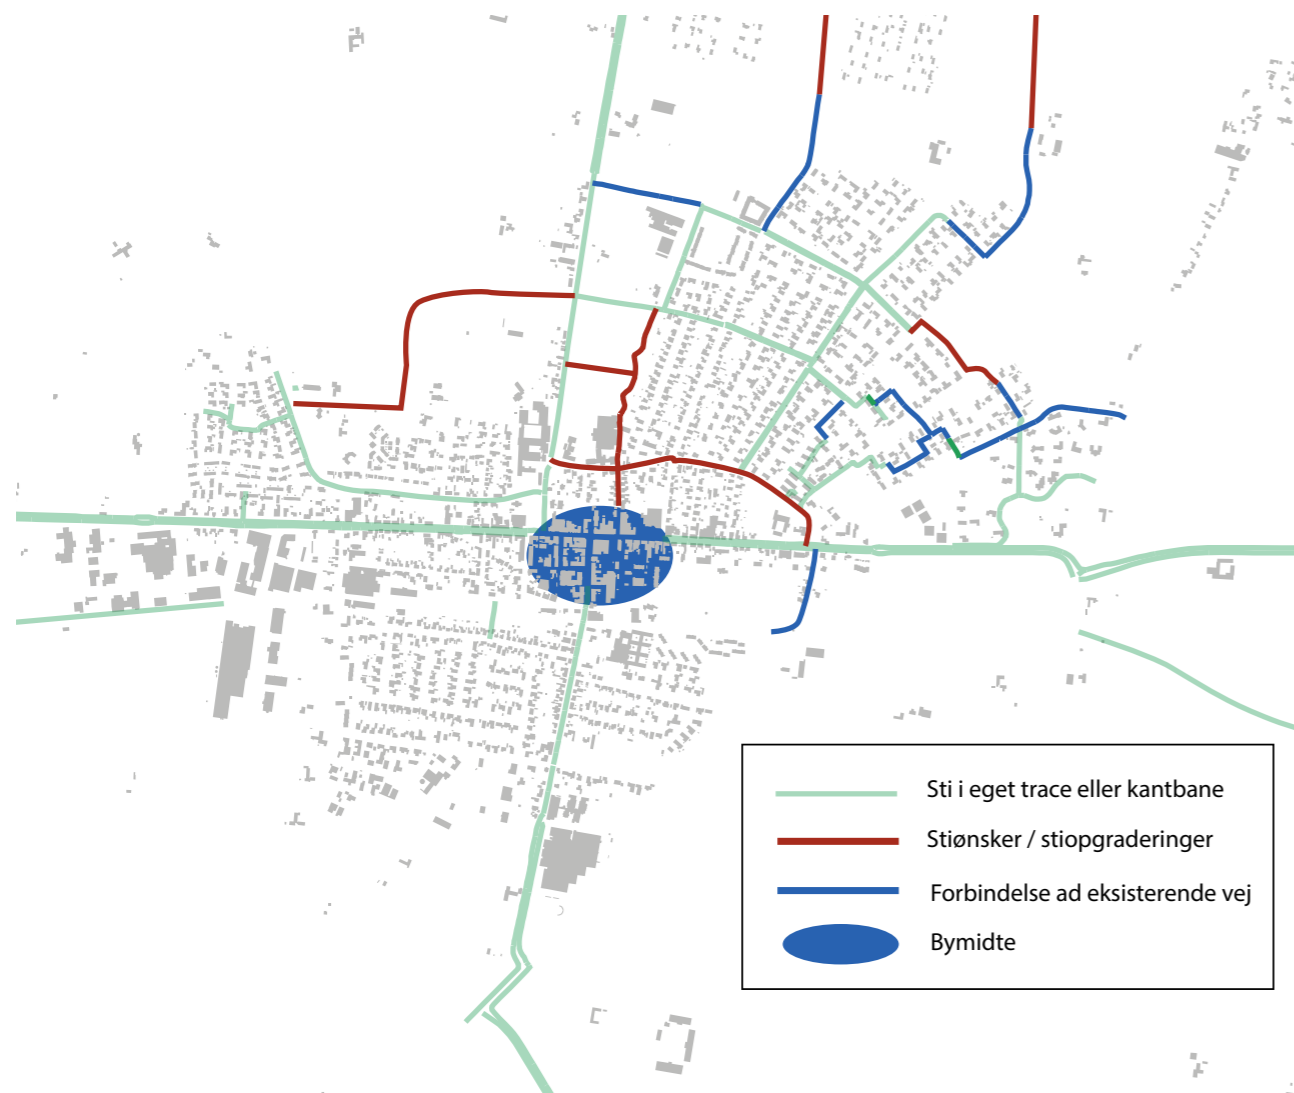 Sti i eget trace eller kantbane
Stiønsker / stiopgraderinger
Forbindelse ad eksisterende vej
Bymidte